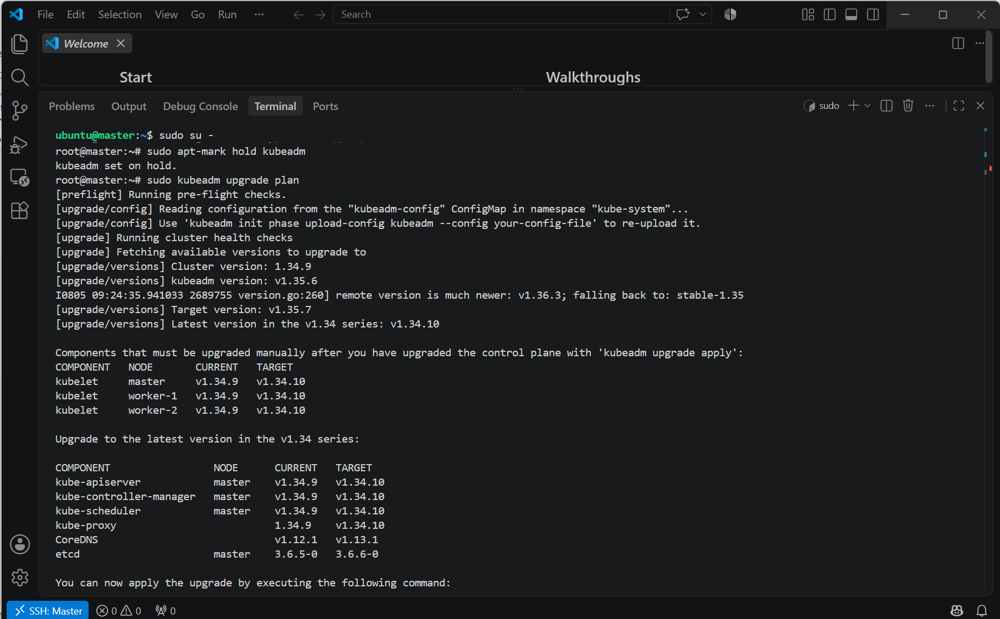 File Edit Selection View Go Run ··· Search
Welcome
Start Walkthroughs
Problems Output Debug Console Terminal Ports sudo
ubuntu@master:~$ sudo su -
root@master:~# sudo apt-mark hold kubeadm
kubeadm set on hold.
root@master:~# sudo kubeadm upgrade plan
[preflight] Running pre-flight checks.
[upgrade/config] Reading configuration from the "kubeadm-config" ConfigMap in namespace "kube-system"...
[upgrade/config] Use 'kubeadm init phase upload-config kubeadm --config your-config-file' to re-upload it.
[upgrade] Running cluster health checks
[upgrade] Fetching available versions to upgrade to
[upgrade/versions] Cluster version: 1.34.9
[upgrade/versions] kubeadm version: v1.35.6
I0805 09:24:35.941033 2689755 version.go:260] remote version is much newer: v1.36.3; falling back to: stable-1.35
[upgrade/versions] Target version: v1.35.7
[upgrade/versions] Latest version in the v1.34 series: v1.34.10
Components that must be upgraded manually after you have upgraded the control plane with 'kubeadm upgrade apply':
COMPONENT NODE CURRENT TARGET
kubelet master v1.34.9 v1.34.10
kubelet worker-1 v1.34.9 v1.34.10
kubelet worker-2 v1.34.9 v1.34.10
Upgrade to the latest version in the v1.34 series:
COMPONENT NODE CURRENT TARGET
kube-apiserver master v1.34.9 v1.34.10
kube-controller-manager master v1.34.9 v1.34.10
kube-scheduler master v1.34.9 v1.34.10
kube-proxy 1.34.9 v1.34.10
CoreDNS v1.12.1 v1.13.1
etcd master 3.6.5-0 3.6.6-0
You can now apply the upgrade by executing the following command:
SSH: Master 0 0 0